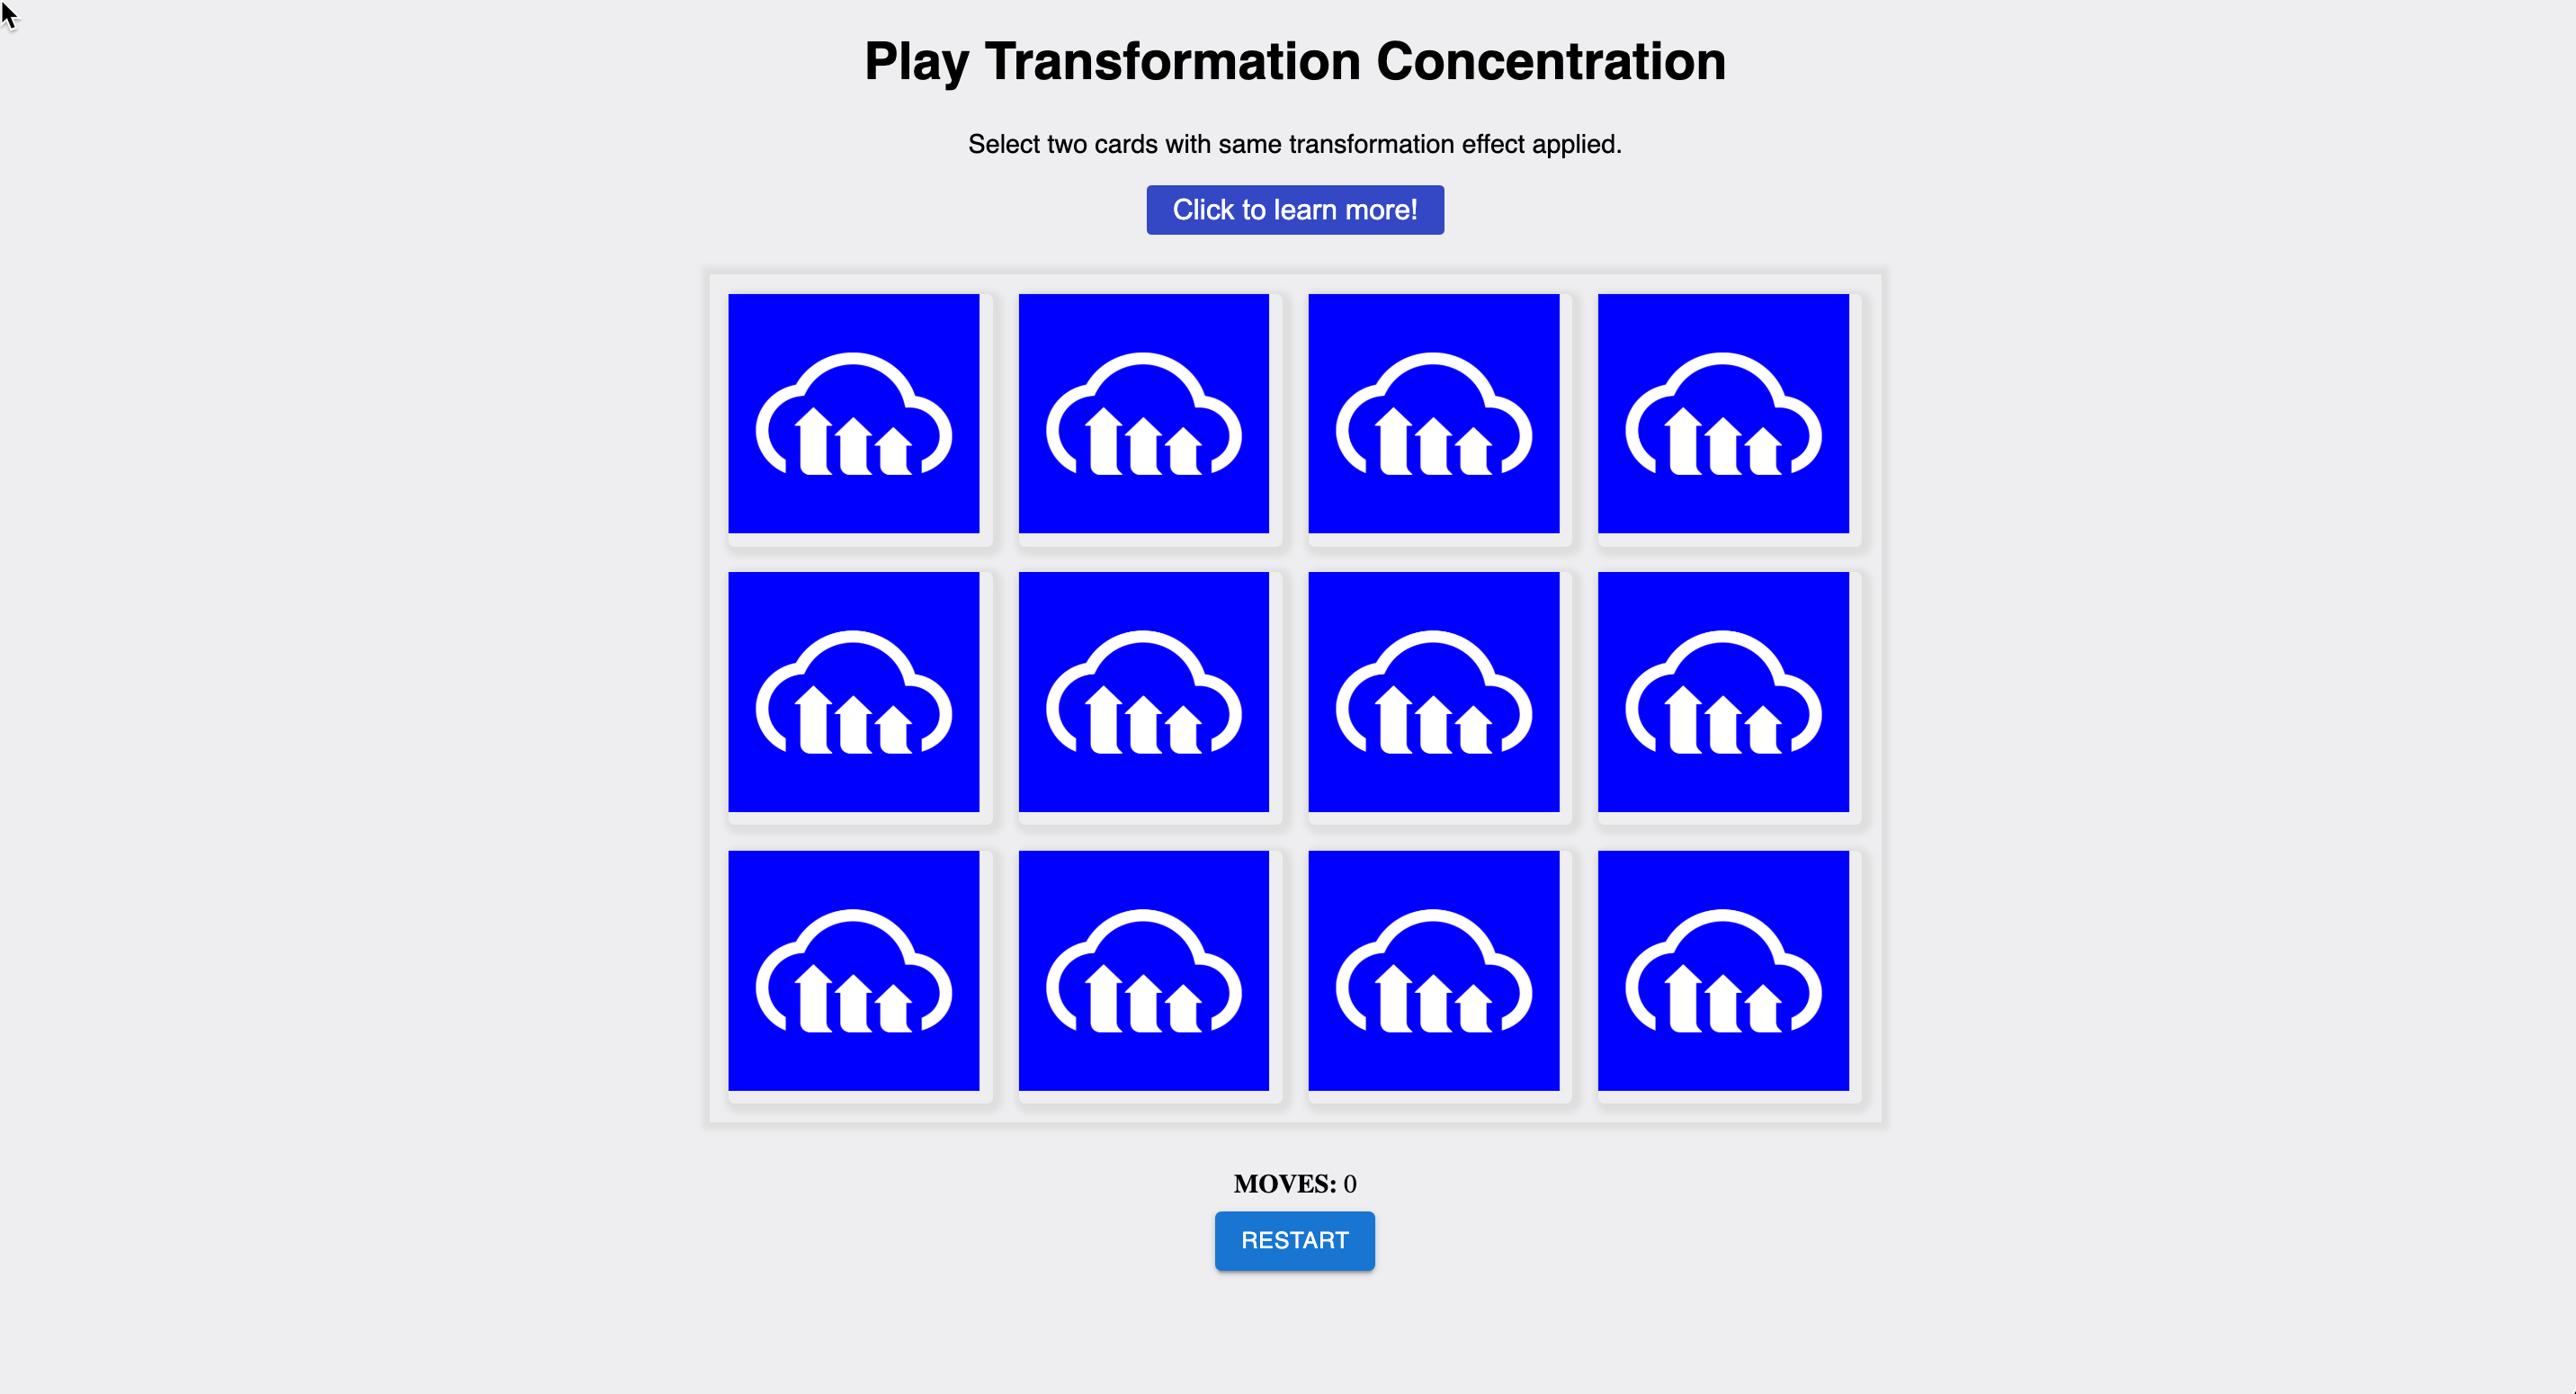 Play Transformation Concentration
Select two cards with same transformation effect applied.
Click to learn more!
MOVES: 0
RESTART